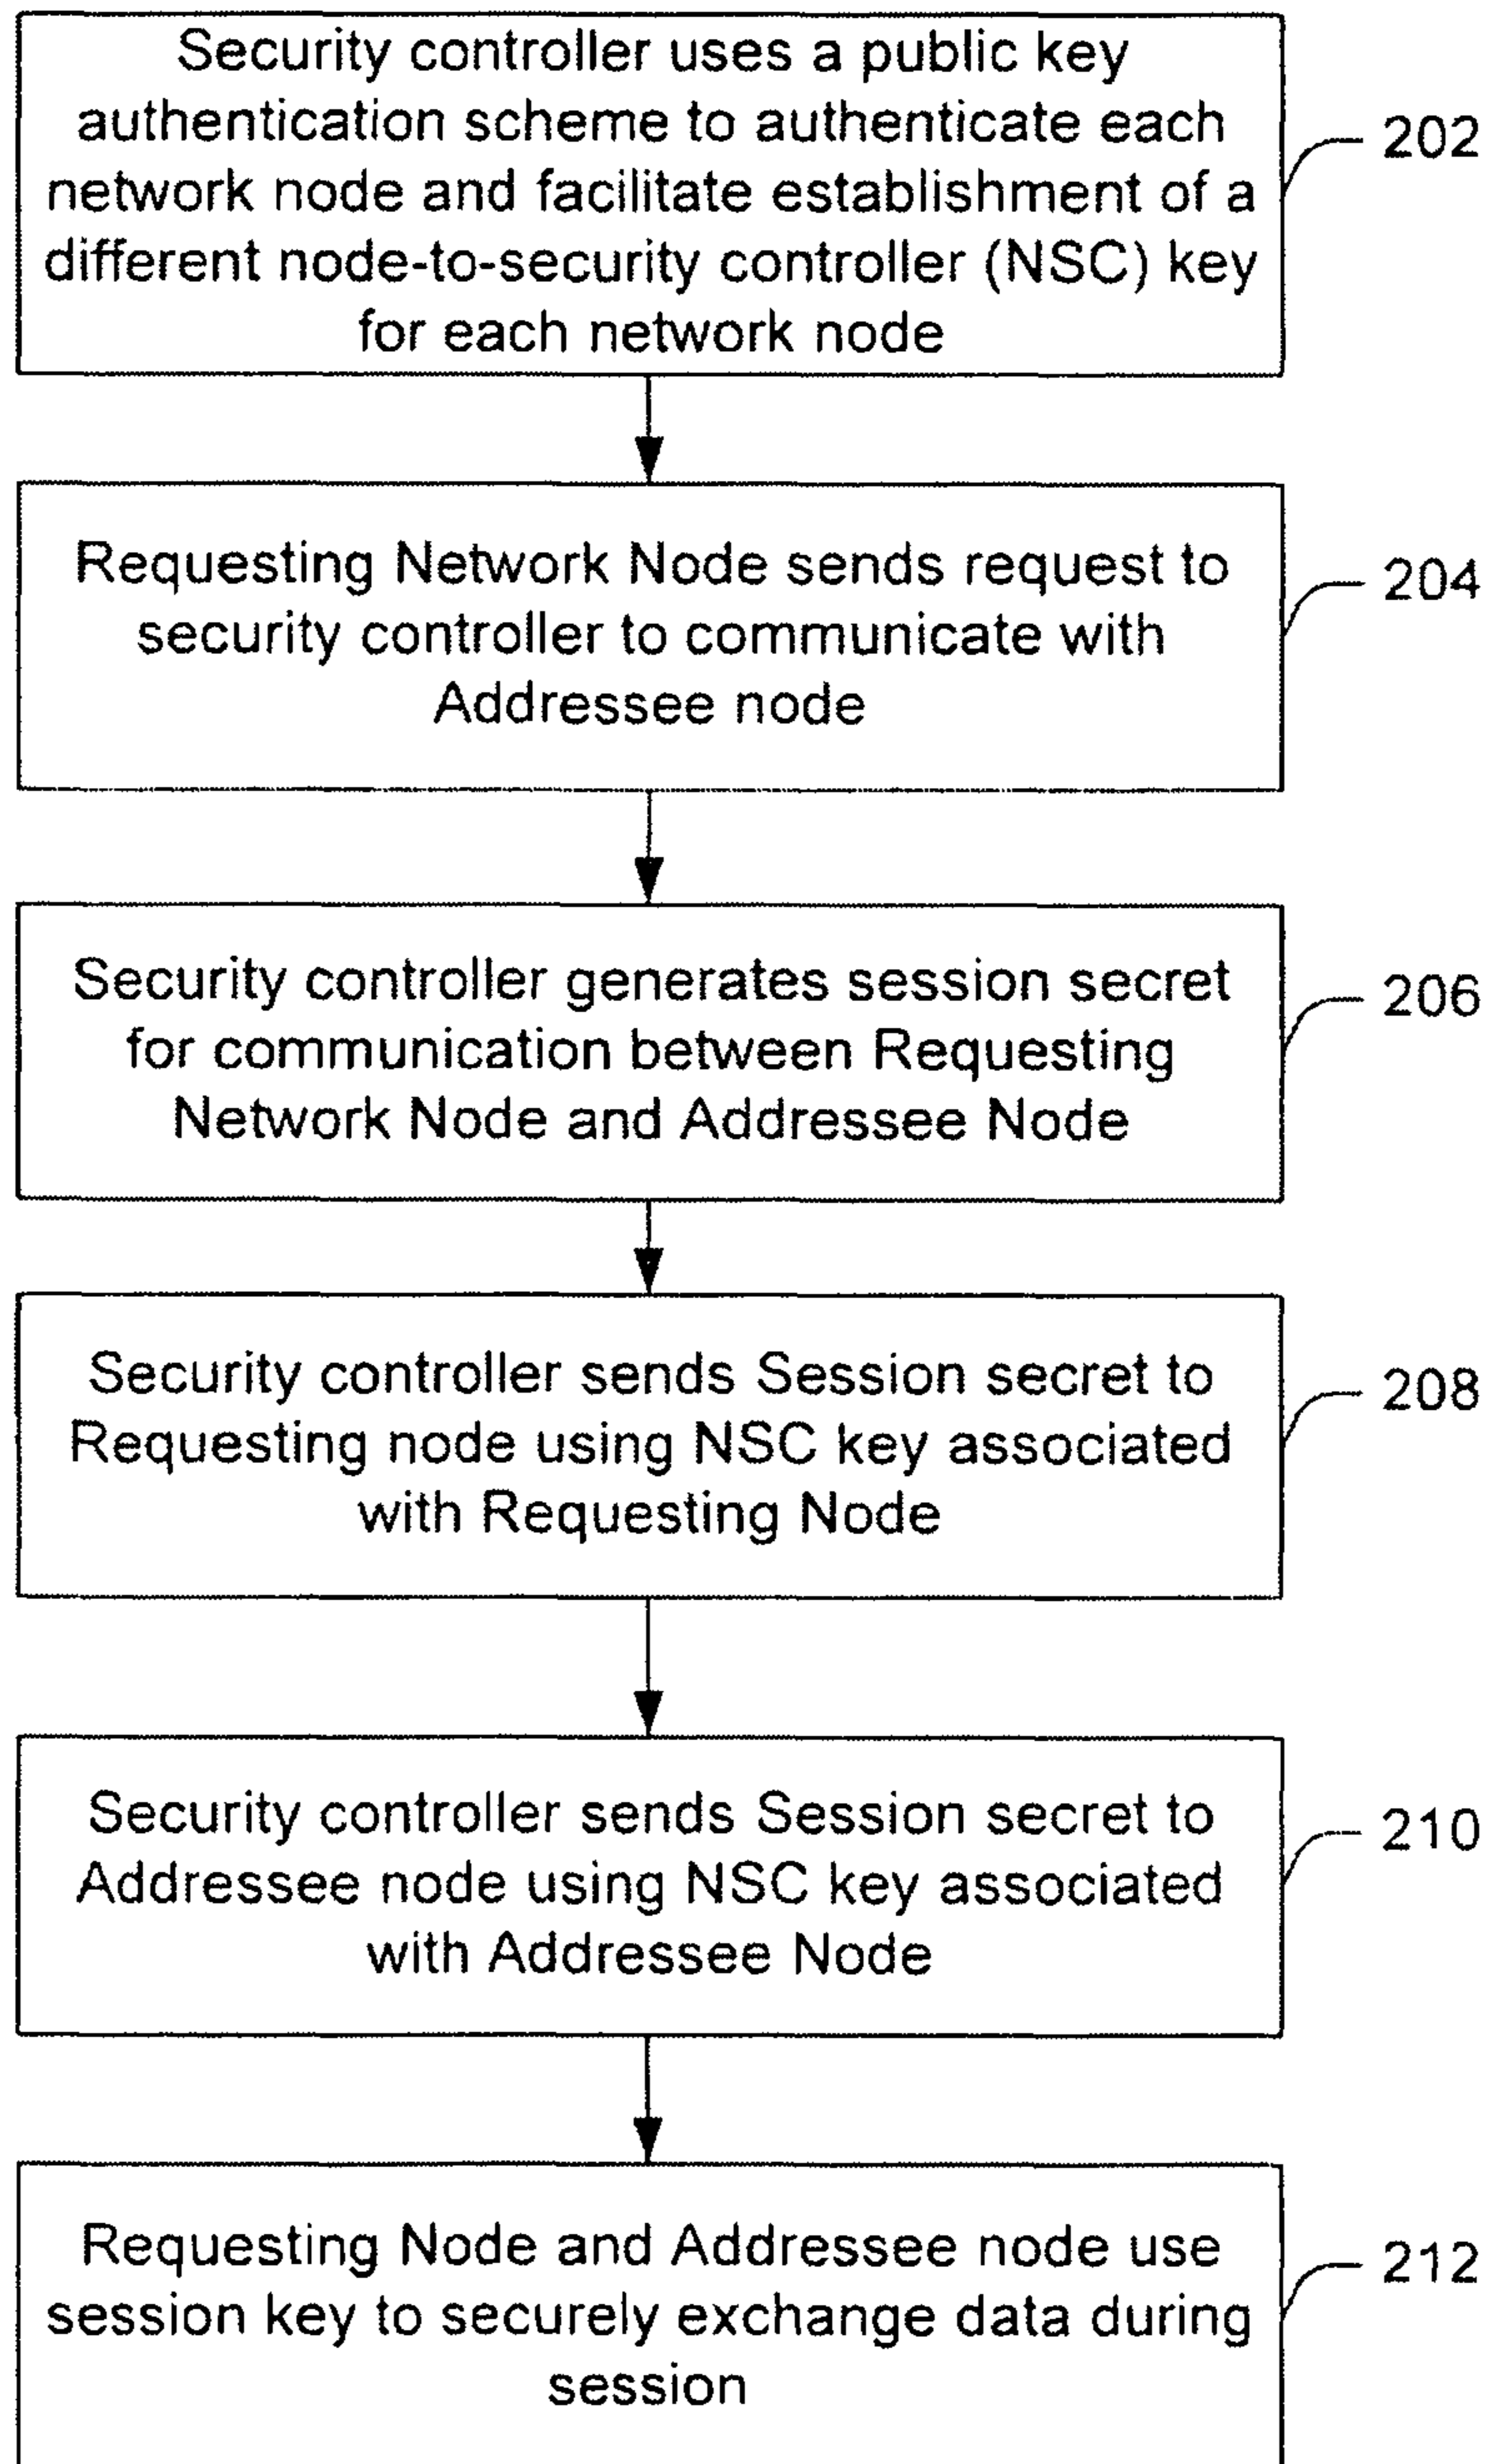 Security controller uses a public key
authentication scheme to authenticate each
network node and facilitate establishment of a
different node-to-security controller (NSC) key
for each network node
202
Requesting Network Node sends request to
security controller to communicate with
Addressee node
204
Security controller generates session secret
for communication between Requesting
Network Node and Addressee Node
206
Security controller sends Session secret to
Requesting node using NSC key associated
with Requesting Node
208
Security controller sends Session secret to
Addressee node using NSC key associated
with Addressee Node
210
Requesting Node and Addressee node use
session key to securely exchange data during
session
212